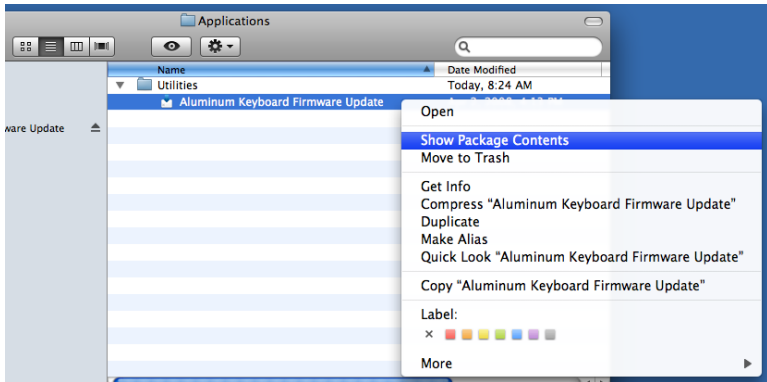 Applications
Name
Date Modified
Utilities
Today, 8:24 AM
Aluminum Keyboard Firmware Update
Open
ware Update
Show Package Contents
Move to Trash
Get Info
Compress “Aluminum Keyboard Firmware Update”
Duplicate
Make Alias
Quick Look “Aluminum Keyboard Firmware Update”
Copy “Aluminum Keyboard Firmware Update”
Label:
×
More